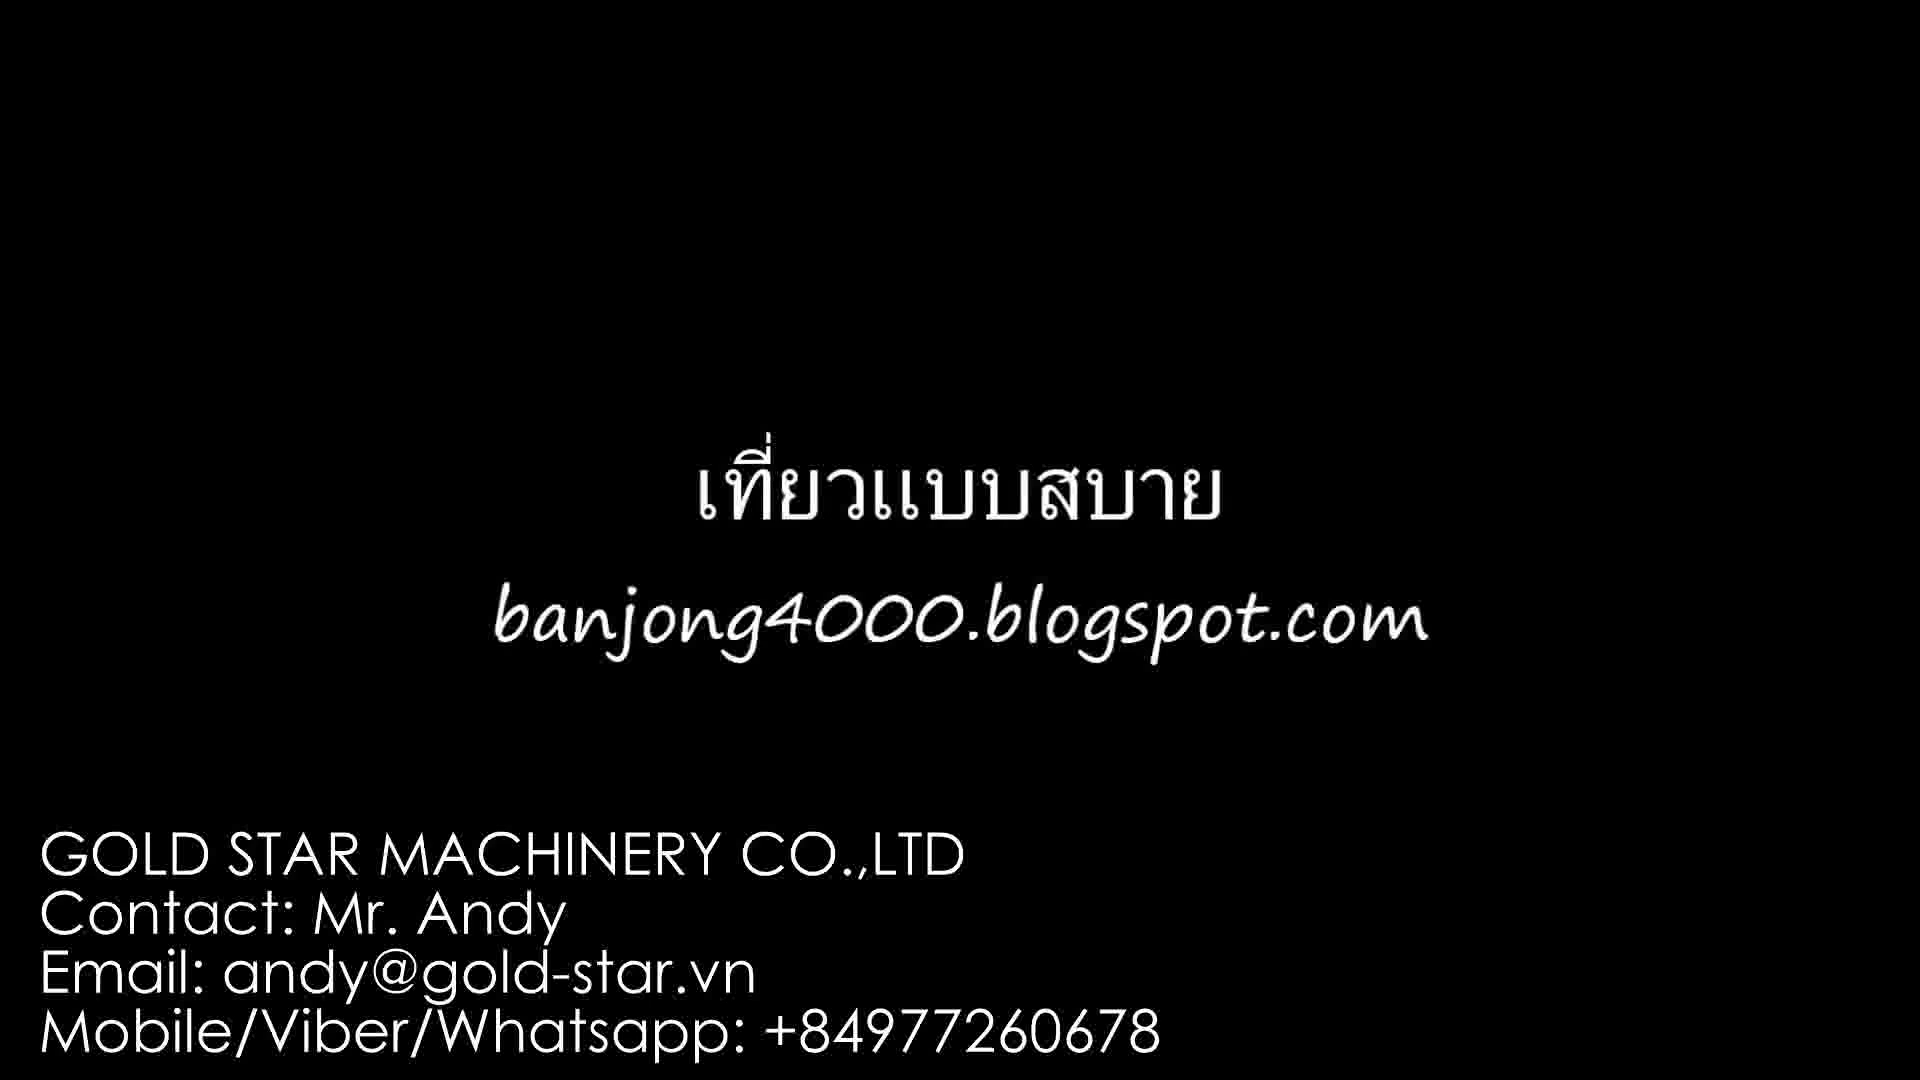 เที่ยวแบบสบาย
banjong4000.blogspot.com
GOLD STAR MACHINERY CO.,LTD
Contact: Mr. Andy
Email: andy@gold-star.vn
Mobile/Viber/Whatsapp: +84977260678